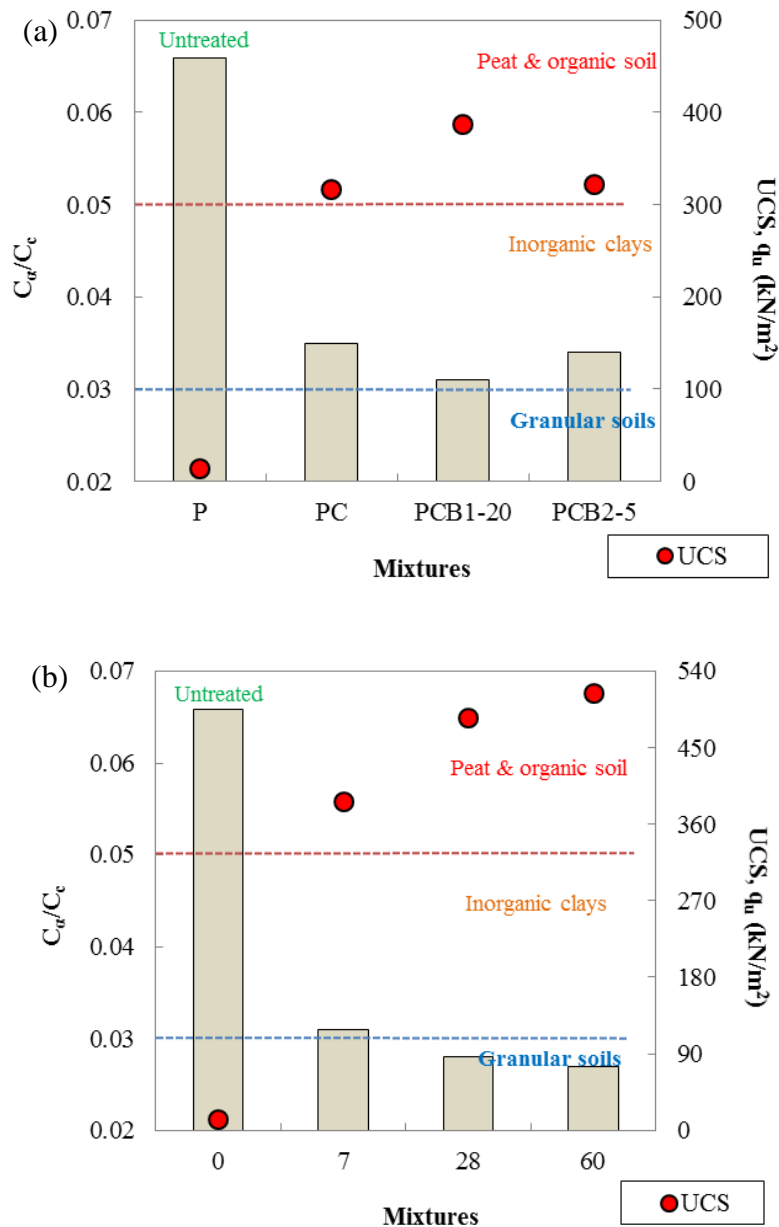 (a)
Untreated
Peat & organic soil
Inorganic clays
Granular soils
0.07
0.06
0.05
0.04
0.03
0.02
Cα/Cc
500
400
300
200
100
0
UCS, qu (kN/m²)
P PC PCB1-20 PCB2-5
Mixtures
UCS
(b)
Untreated
Peat & organic soil
Inorganic clays
Granular soils
0.07
0.06
0.05
0.04
0.03
0.02
Cα/Cc
540
450
360
270
180
90
0
UCS, qu (kN/m²)
0 7 28 60
Mixtures
UCS